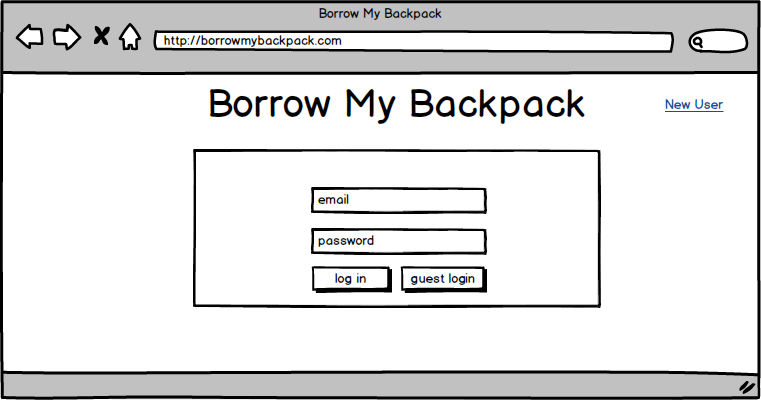 Borrow My Backpack
http://borrowmybackpack.com
Borrow My Backpack
New User
email
password
log in
guest login